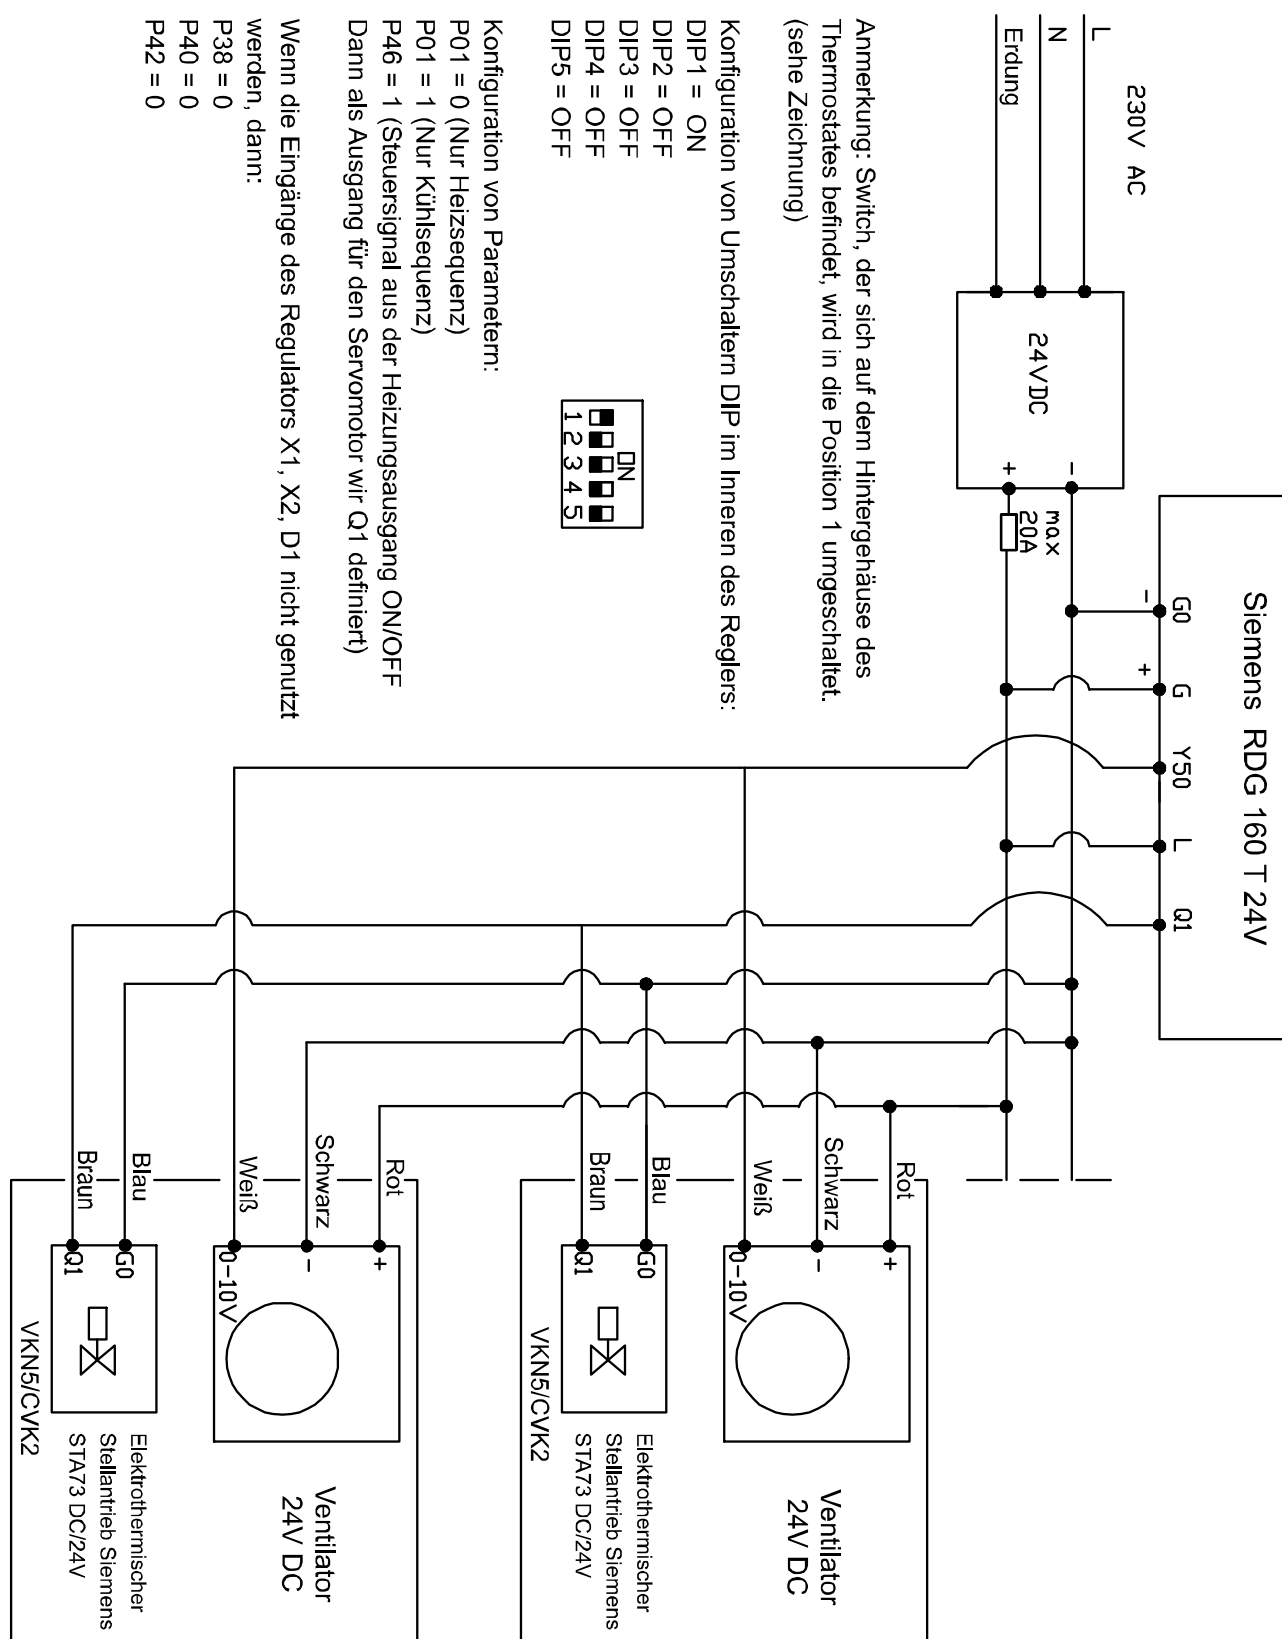 230V AC
L
N
Erdung
24VDC
-
+
max
20A
Siemens RDG 160 T 24V
G0
G
Y50
L
Q1
-
+
Anmerkung: Switch, der sich auf dem Hintergehäuse des
Thermostates befindet, wird in die Position 1 umgeschaltet.
(sehe Zeichnung)
Konfiguration von Umschaltern DIP im Inneren des Reglers:
DIP1 = ON
DIP2 = OFF
DIP3 = OFF
DIP4 = OFF
DIP5 = OFF
ON
1 2 3 4 5
Konfiguration von Parametern:
P01 = 0 (Nur Heizsequenz)
P01 = 1 (Nur Kühlsequenz)
P46 = 1 (Steuersignal aus der Heizungsausgang ON/OFF
Dann als Ausgang für den Servomotor wir Q1 definiert)
Wenn die Eingänge des Regulators X1, X2, D1 nicht genutzt
werden, dann:
P38 = 0
P40 = 0
P42 = 0
Rot
Schwarz
Weiß
Blau
Braun
+
-
0-10V
G0
Q1
Ventilator
24V DC
Elektrothermischer
Stellantrieb Siemens
STA73 DC/24V
VKN5/CVK2
Rot
Schwarz
Weiß
Blau
Braun
+
-
0-10V
G0
Q1
Ventilator
24V DC
Elektrothermischer
Stellantrieb Siemens
STA73 DC/24V
VKN5/CVK2